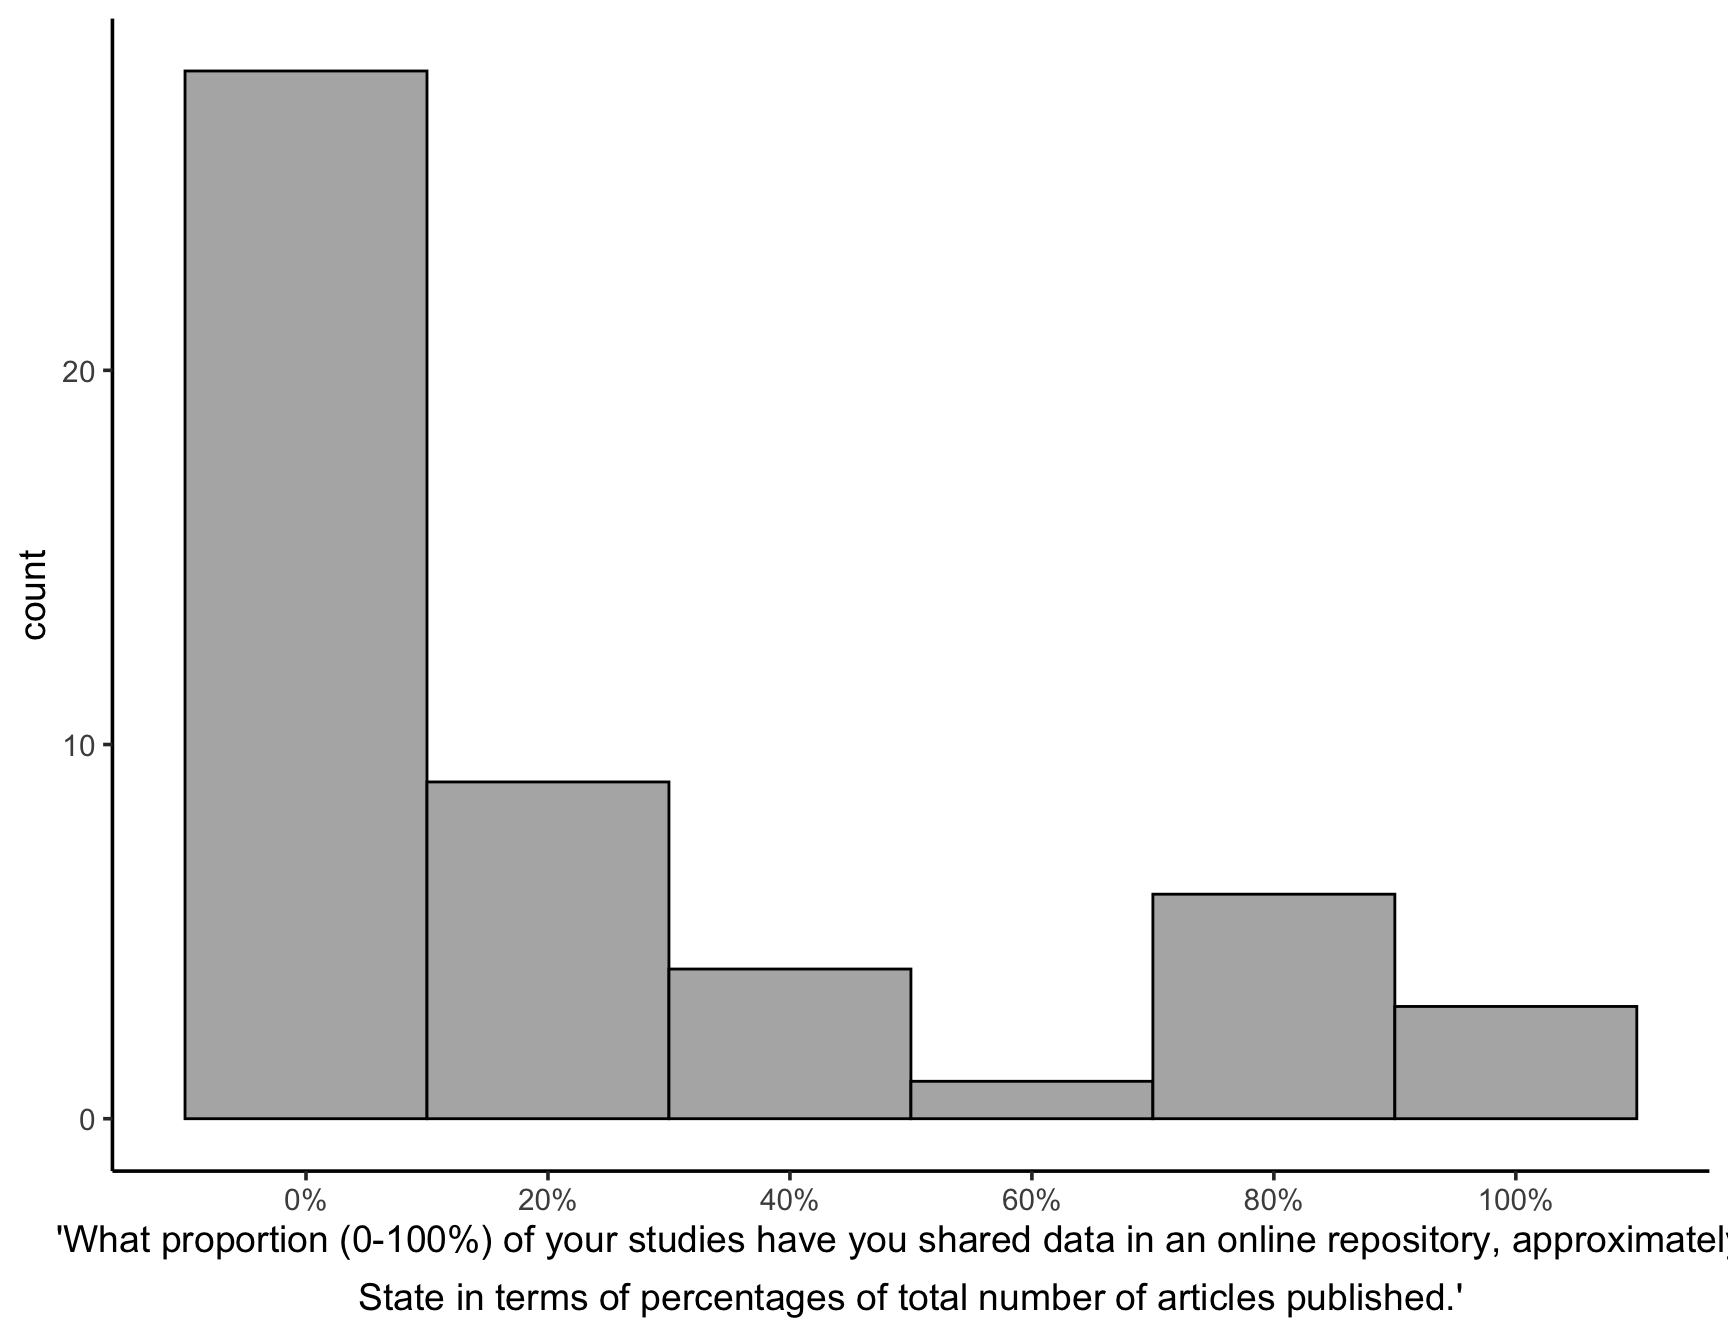 count
20
10
0
0% 20% 40% 60% 80% 100%
'What proportion (0-100%) of your studies have you shared data in an online repository, approximately
State in terms of percentages of total number of articles published.'